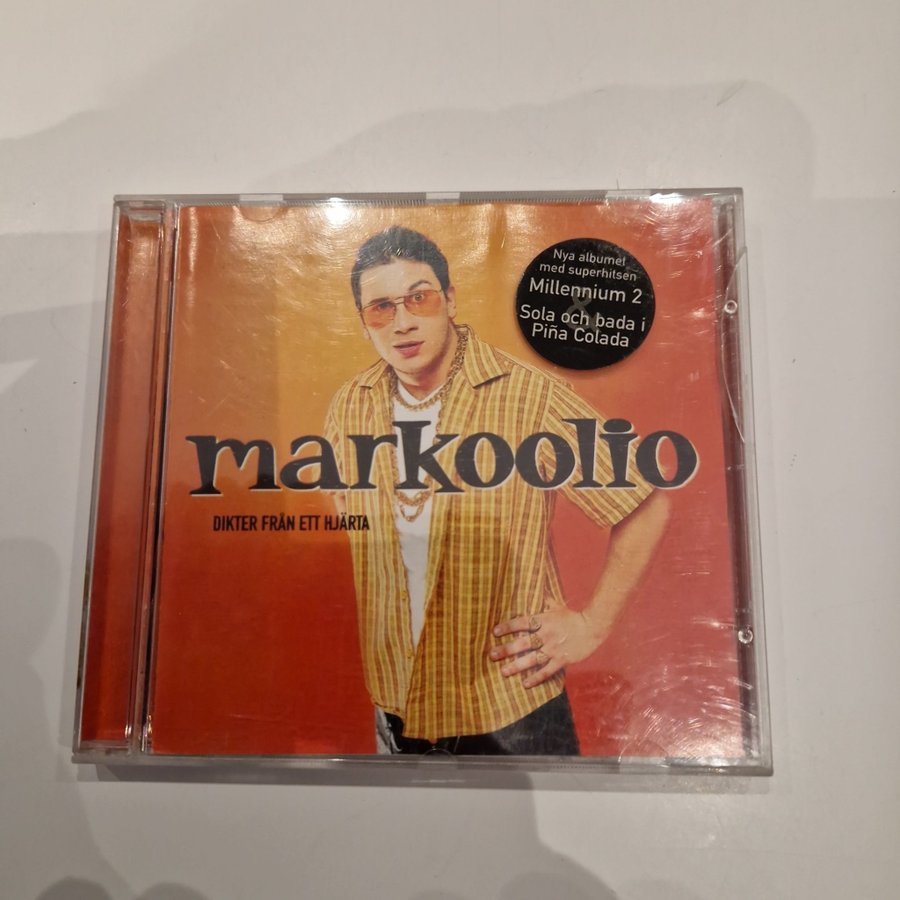 Nya albumet
med superhitsen
Millennium 2
&
Sola och bada i
Piña Colada
markoolio
DIKTER FRÅN ETT HJÄRTA